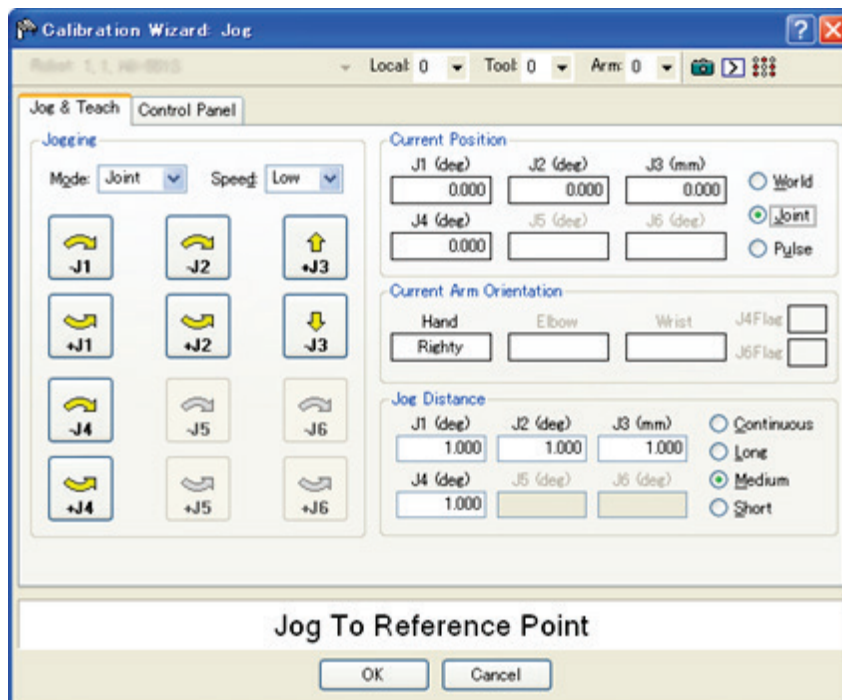 Calibration Wizard: Jog
Local: 0 Tool: 0 Arm: 0
Jog & Teach Control Panel
Jogging
Mode: Joint Speed: Low
-J1 -J2 +J3
+J1 +J2 -J3
-J4 -J5 -J6
+J4 +J5 +J6
Current Position
J1 (deg) J2 (deg) J3 (mm)
0.000 0.000 0.000
J4 (deg) J5 (deg) J6 (deg)
0.000
World
Joint
Pulse
Current Arm Orientation
Hand Elbow Wrist J4Flag
Righty J6Flag
Jog Distance
J1 (deg) J2 (deg) J3 (mm)
1.000 1.000 1.000
J4 (deg) J5 (deg) J6 (deg)
1.000
Continuous
Long
Medium
Short
Jog To Reference Point
OK Cancel